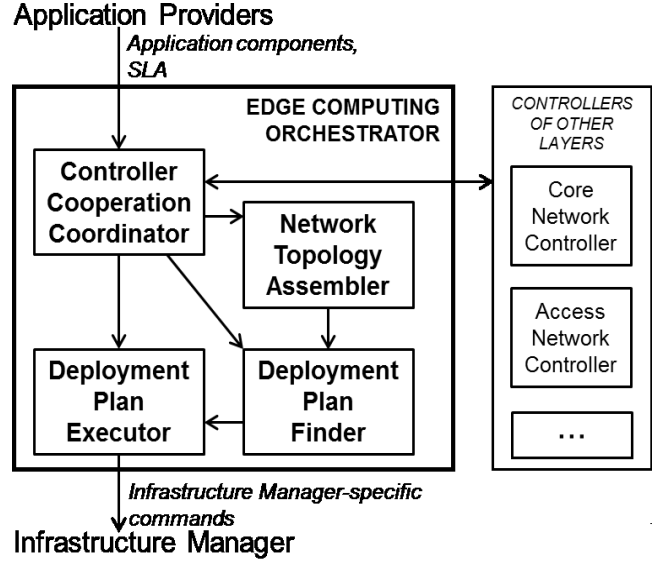 Application Providers
Application components,
SLA
EDGE COMPUTING
ORCHESTRATOR
Controller
Cooperation
Coordinator
Network
Topology
Assembler
Deployment
Plan
Executor
Deployment
Plan
Finder
CONTROLLERS
OF OTHER
LAYERS
Core
Network
Controller
Access
Network
Controller
...
Infrastructure Manager-specific
commands
Infrastructure Manager